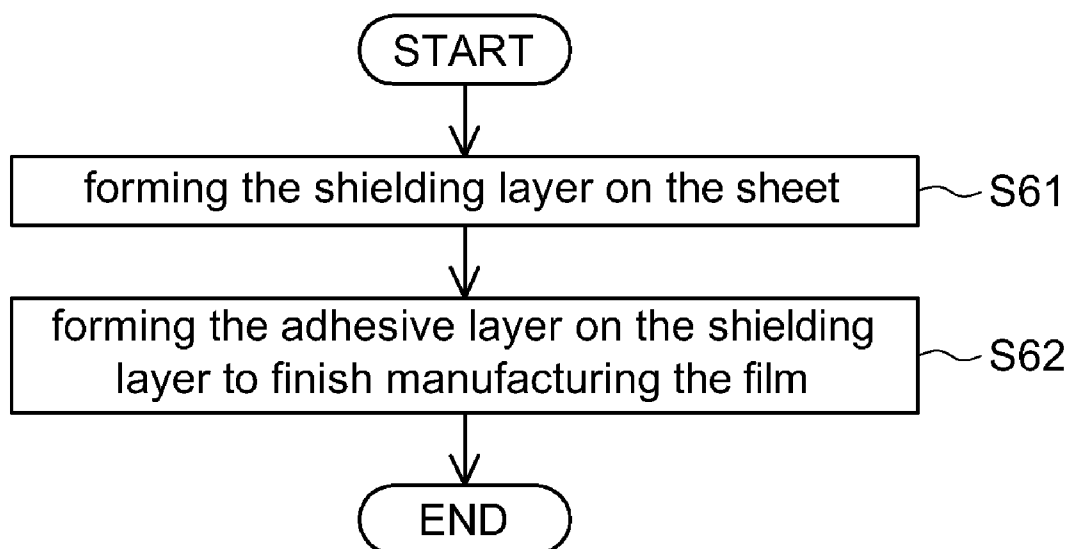 START
forming the shielding layer on the sheet
S61
forming the adhesive layer on the shielding
layer to finish manufacturing the film
S62
END